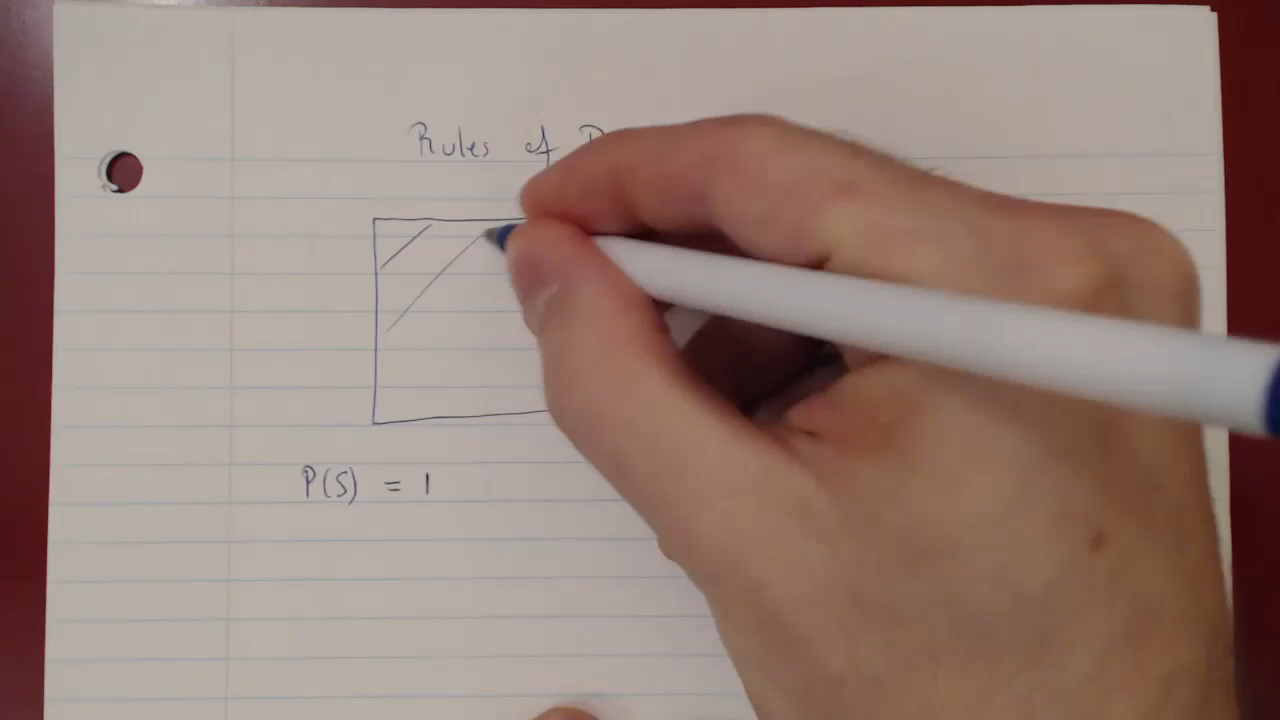 Rules of
P(S) = 1